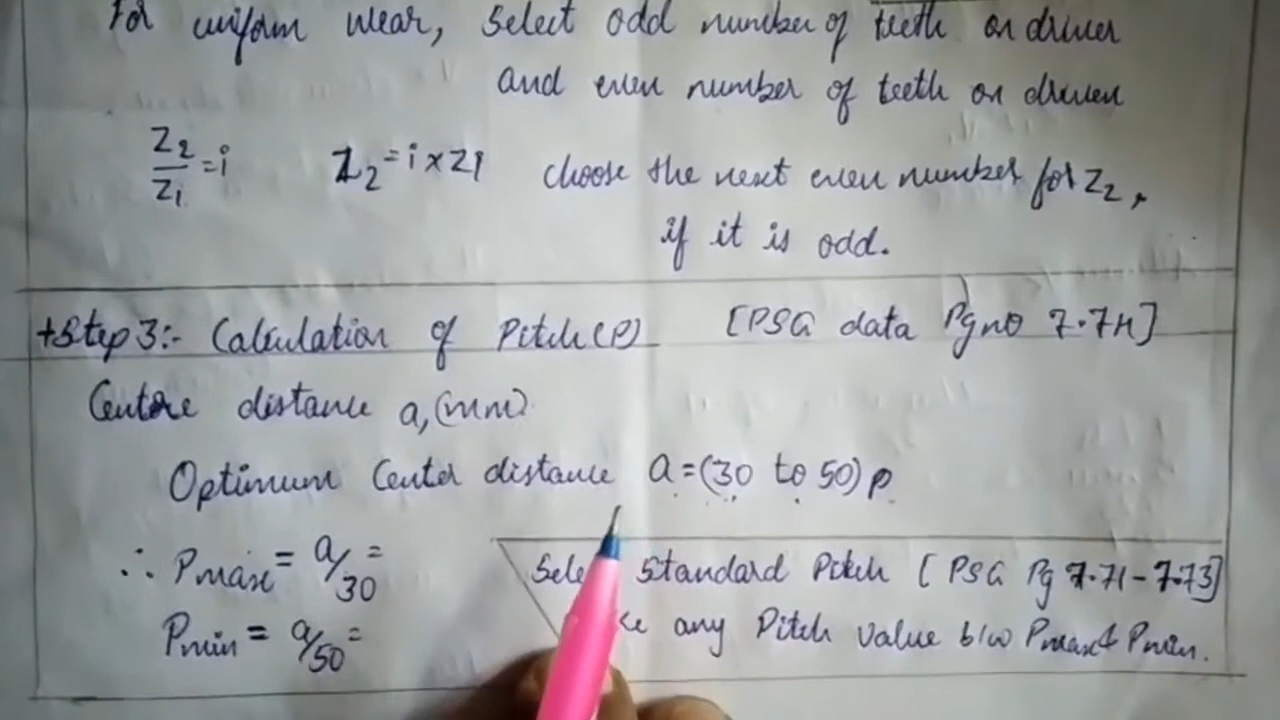 For uniform wear, Select odd number of teeth on driver
and even number of teeth on driven
Z2/Z1 = i Z2 = i x Z1 choose the next even number for Z2,
if it is odd.
+Step 3:- Calculation of Pitch (P) [PSG data Pg no 7.74]
Centre distance a, (mm)
Optimum Center distance a = (30 to 50) p
∴ Pmax = a/30 =
Pmin = a/50 =
Standard Pitch [PSG Pg 7.71 - 7.73]
any Pitch value b/w Pmax & Pmin.